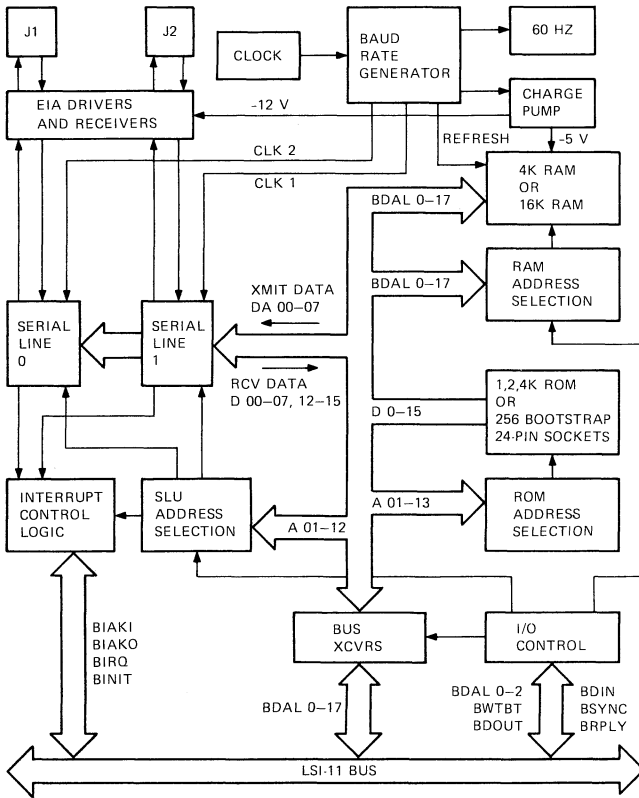 J1
J2
CLOCK
BAUD
RATE
GENERATOR
60 HZ
EIA DRIVERS
AND RECEIVERS
-12 V
CHARGE
PUMP
REFRESH
-5 V
CLK 2
CLK 1
4K RAM
OR
16K RAM
BDAL 0-17
BDAL 0-17
RAM
ADDRESS
SELECTION
XMIT DATA
DA 00-07
SERIAL
LINE
0
SERIAL
LINE
1
RCV DATA
D 00-07, 12-15
D 0-15
1,2,4K ROM
OR
256 BOOTSTRAP
24-PIN SOCKETS
INTERRUPT
CONTROL
LOGIC
SLU
ADDRESS
SELECTION
A 01-12
A 01-13
ROM
ADDRESS
SELECTION
BIAKI
BIAKO
BIRQ
BINIT
BUS
XCVRS
I/O
CONTROL
BDAL 0-17
BDAL 0-2
BWTBT
BDOUT
BDIN
BSYNC
BRPLY
LSI-11 BUS